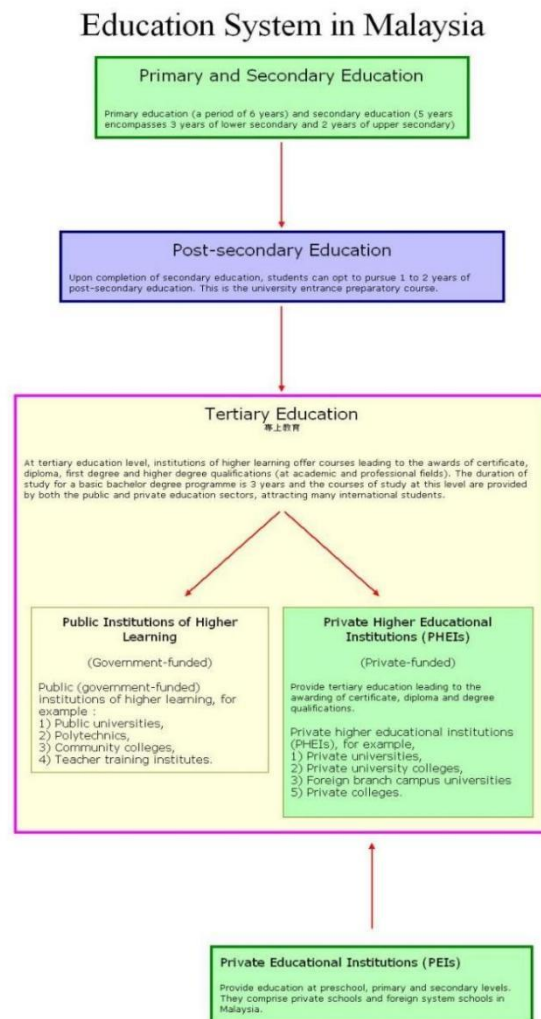 Education System in Malaysia
Primary and Secondary Education
Primary education (a period of 6 years) and secondary education (5 years
encompasses 3 years of lower secondary and 2 years of upper secondary)
Post-secondary Education
Upon completion of secondary education, students can opt to pursue 1 to 2 years of
post-secondary education. This is the university entrance preparatory course.
Tertiary Education
專上教育
At tertiary education level, institutions of higher learning offer courses leading to the awards of certificate,
diploma, first degree and higher degree qualifications (at academic and professional fields). The duration of
study for a basic bachelor degree programme is 3 years and the courses of study at this level are provided
by both the public and private education sectors, attracting many international students.
Public Institutions of Higher
Learning
(Government-funded)
Public (government-funded)
institutions of higher learning, for
example :
1) Public universities,
2) Polytechnics,
3) Community colleges,
4) Teacher training institutes.
Private Higher Educational
Institutions (PHEIs)
(Private-funded)
Provide tertiary education leading to the
awarding of certificate, diploma and degree
qualifications.
Private higher educational institutions
(PHEIs), for example,
1) Private universities,
2) Private university colleges,
3) Foreign branch campus universities
5) Private colleges.
Private Educational Institutions (PEIs)
Provide education at preschool, primary and secondary levels.
They comprise private schools and foreign system schools in
Malaysia.